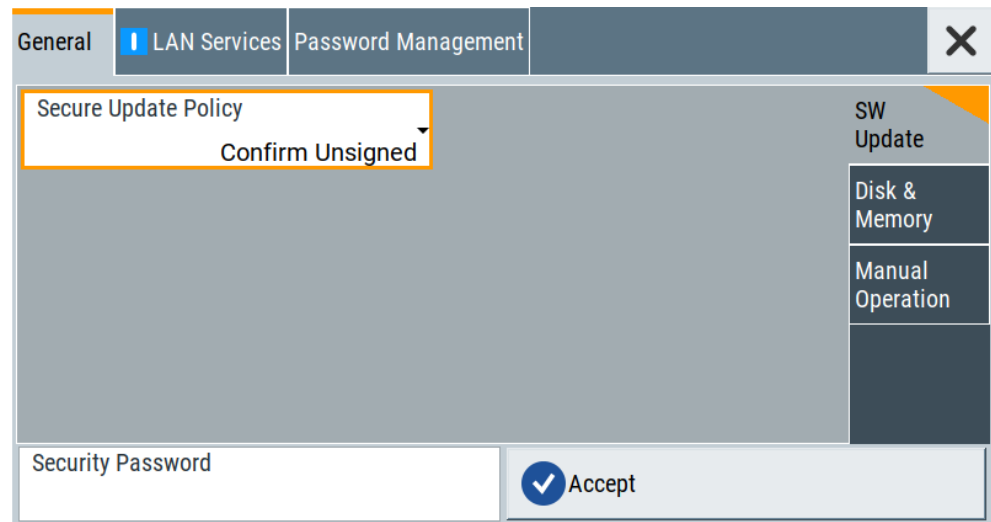 General
LAN Services
Password Management
Secure Update Policy
Confirm Unsigned
SW
Update
Disk &
Memory
Manual
Operation
Security Password
Accept